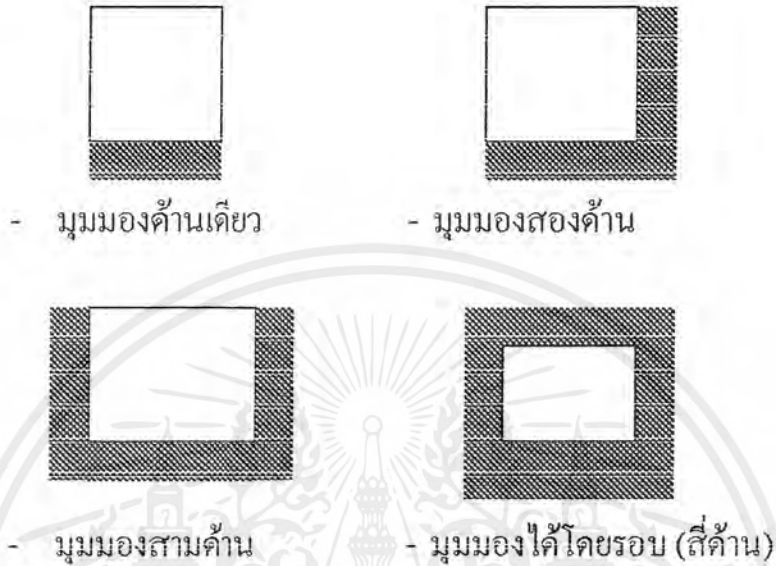 - มุมมองด้านเดียว
- มุมมองสองด้าน
- มุมมองสามด้าน
- มุมมองได้โดยรอบ (สี่ด้าน)